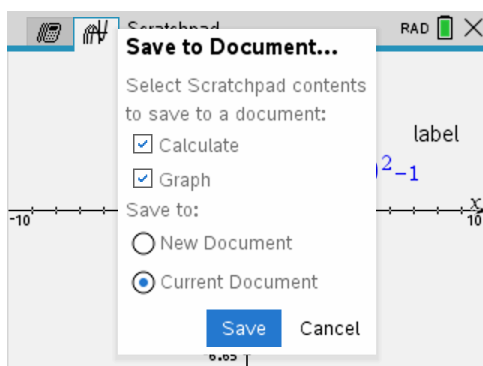 Scratchpad
RAD
Save to Document...
Select Scratchpad contents
to save to a document:
Calculate
Graph
Save to:
New Document
Current Document
Save Cancel
label
)²-1
x
-10
10
-6.65